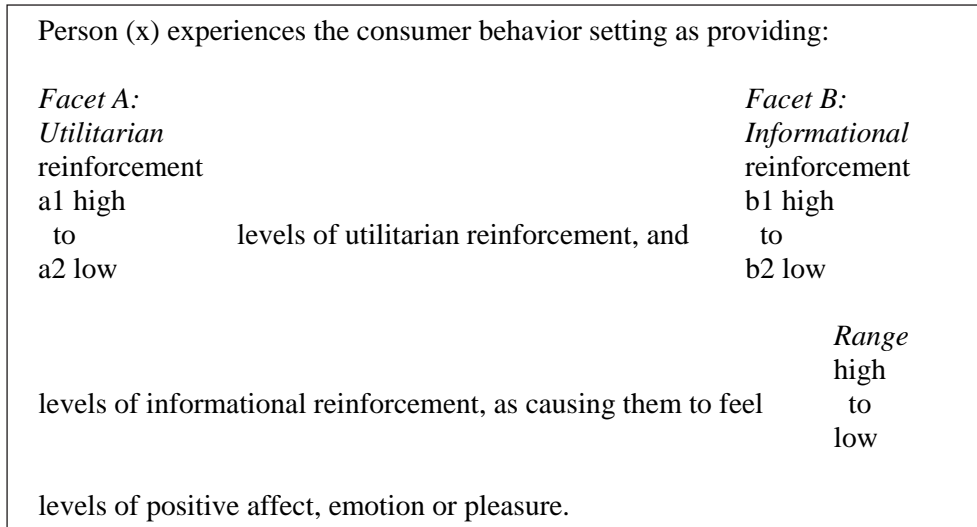 Person (x) experiences the consumer behavior setting as providing:
Facet A: Facet B:
Utilitarian Informational
reinforcement reinforcement
a1 high b1 high
to levels of utilitarian reinforcement, and to
a2 low b2 low
Range
high
levels of informational reinforcement, as causing them to feel to
low
levels of positive affect, emotion or pleasure.